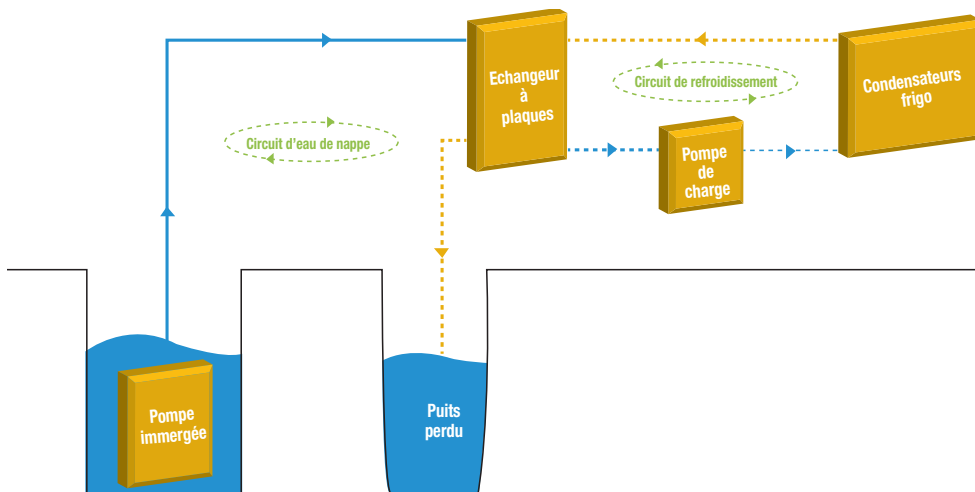 Echangeur
à
plaques
Circuit de refroidissement
Condensateurs
frigo
Circuit d'eau de nappe
Pompe
de
charge
Pompe
immergée
Puits
perdu